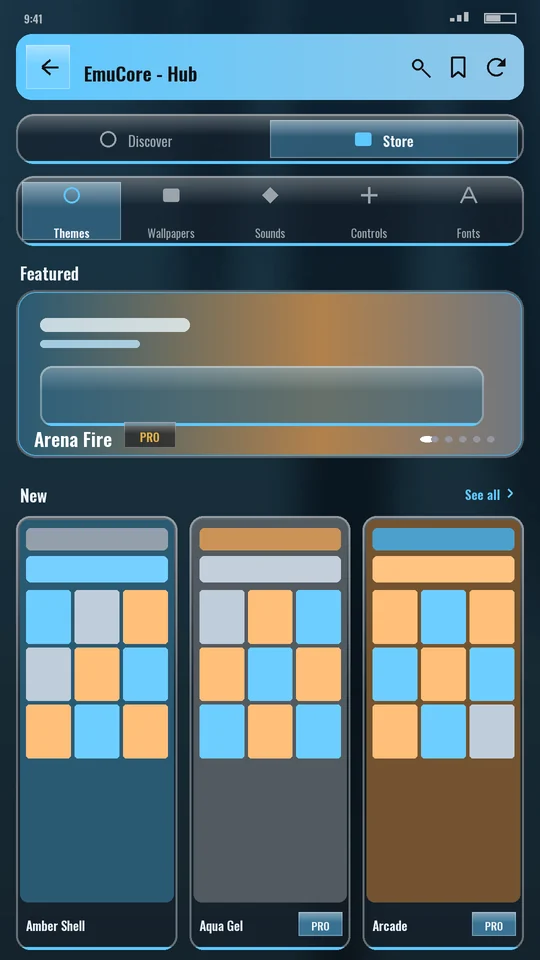 9:41
EmuCore - Hub
Discover
Store
Themes
Wallpapers
Sounds
Controls
Fonts
Featured
Arena Fire
PRO
New
See all
Amber Shell
Aqua Gel
PRO
Arcade
PRO